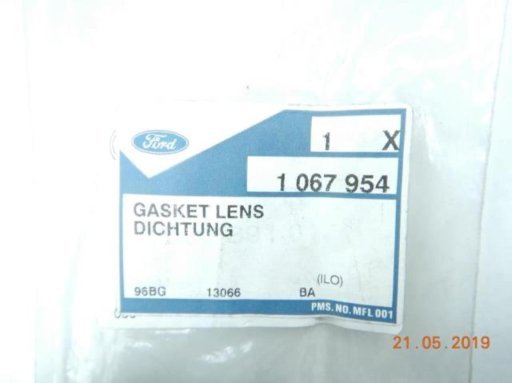 Ford
1 X
1 067 954
GASKET LENS
DICHTUNG
(ILO)
96BG 13066 BA
PMS.NO.MFL 001
21.05.2019